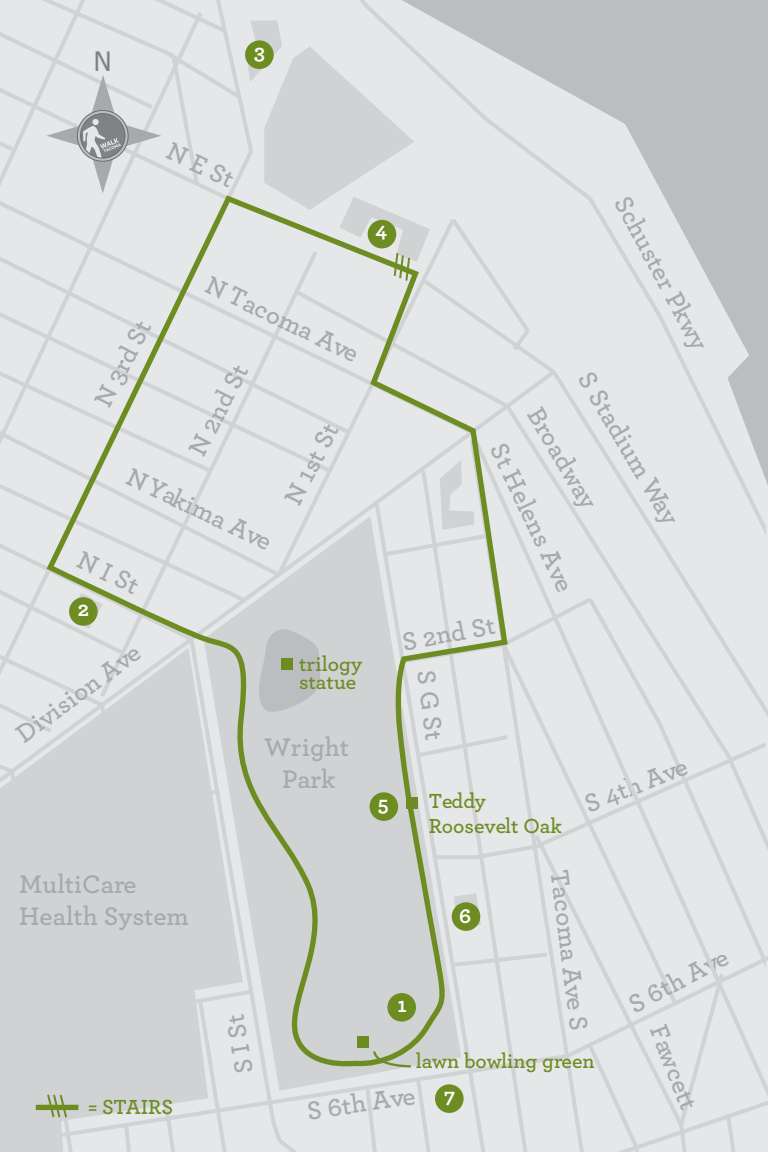 3
N
WALK
TACOMA
N E St
Schuster Pkwy
4
N Tacoma Ave
N 3rd St
N 2nd St
N 1st St
S Stadium Way
Broadway
St Helens Ave
N Yakima Ave
N I St
2
S 2nd St
Division Ave
trilogy
statue
S G St
Wright
Park
5
Teddy
Roosevelt Oak
S 4th Ave
MultiCare
Health System
6
Tacoma Ave S
S 6th Ave
1
S I St
lawn bowling green
Fawcett
= STAIRS
S 6th Ave
7